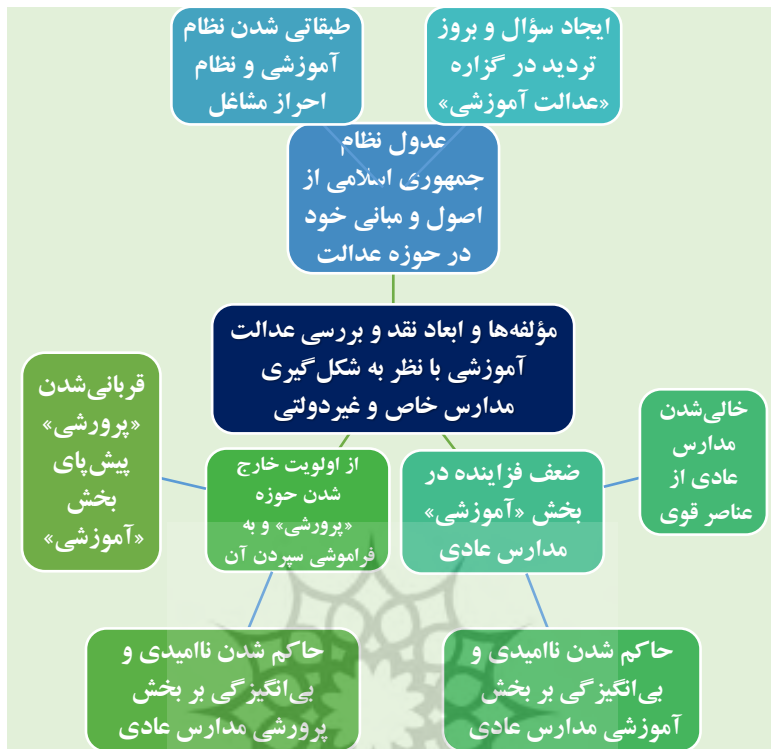 ایجاد سؤال و بروز
تردید در گزاره
«عدالت آموزشی»
طبقاتی شدن نظام
آموزشی و نظام
احراز مشاغل
عدول نظام
جمهوری اسلامی از
اصول و مبانی خود
در حوزه عدالت
مؤلفه‌ها و ابعاد نقد و بررسی عدالت
آموزشی با نظر به شکل‌گیری
مدارس خاص و غیردولتی
خالی‌شدن
مدارس
عادی از
عناصر قوی
ضعف فزاینده در
بخش «آموزشی»
مدارس عادی
از اولویت خارج
شدن حوزه
«پرورشی» و به
فراموشی سپردن آن
قربانی‌شدن
«پرورشی»
پیش‌پای
بخش
«آموزشی»
حاکم شدن ناامیدی و
بی‌انگیزگی بر بخش
آموزشی مدارس عادی
حاکم شدن ناامیدی و
بی‌انگیزگی بر بخش
پرورشی مدارس عادی